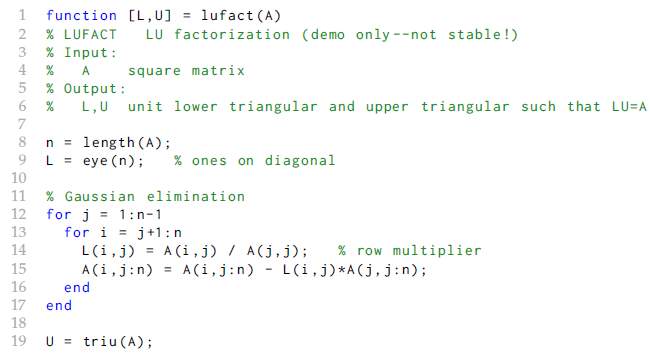 1 function [L,U] = lufact(A)
2 % LUFACT   LU factorization (demo only--not stable!)
3 % Input:
4 %   A    square matrix
5 % Output:
6 %   L,U  unit lower triangular and upper triangular such that LU=A
7
8 n = length(A);
9 L = eye(n);   % ones on diagonal
10
11 % Gaussian elimination
12 for j = 1:n-1
13   for i = j+1:n
14     L(i,j) = A(i,j) / A(j,j);   % row multiplier
15     A(i,j:n) = A(i,j:n) - L(i,j)*A(j,j:n);
16   end
17 end
18
19 U = triu(A);